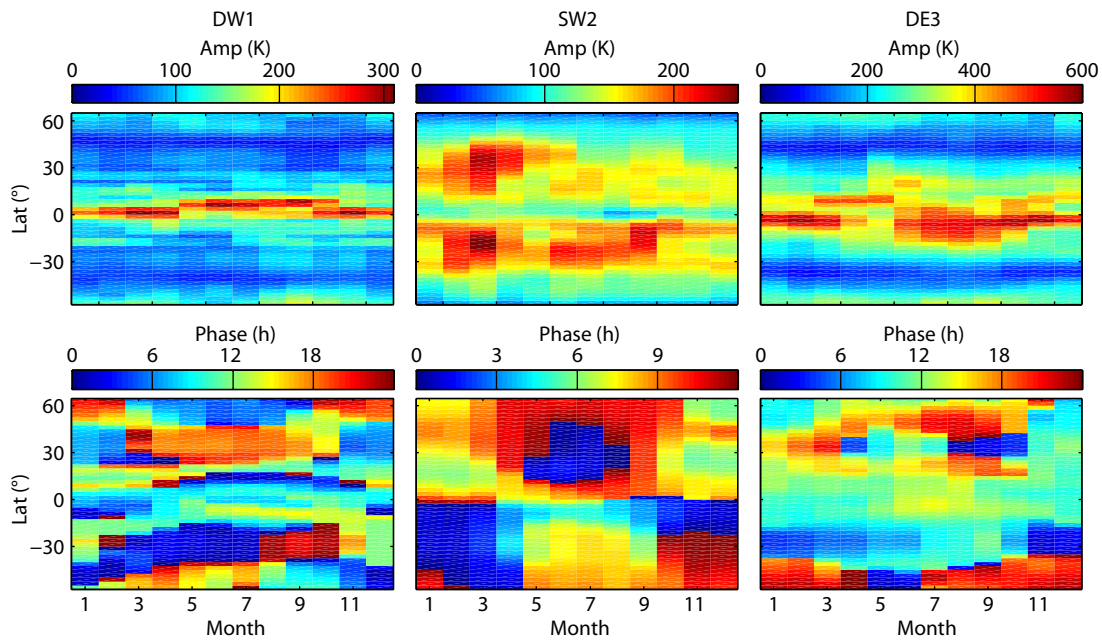 DW1 SW2 DE3
Amp (K) Amp (K) Amp (K)
0 100 200 300 0 100 200 0 200 400 600
60
30
0
−30
Lat (°)
Phase (h) Phase (h) Phase (h)
0 6 12 18 0 3 6 9 0 6 12 18
60
30
0
−30
Lat (°)
1 3 5 7 9 11 1 3 5 7 9 11 1 3 5 7 9 11
Month Month Month